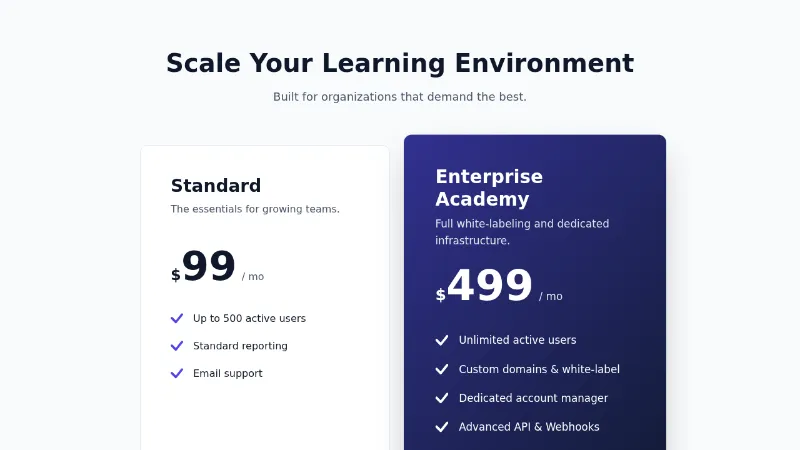 Scale Your Learning Environment
Built for organizations that demand the best.
Standard
The essentials for growing teams.
$99 / mo
Up to 500 active users
Standard reporting
Email support
Enterprise
Academy
Full white-labeling and dedicated
infrastructure.
$499 / mo
Unlimited active users
Custom domains & white-label
Dedicated account manager
Advanced API & Webhooks